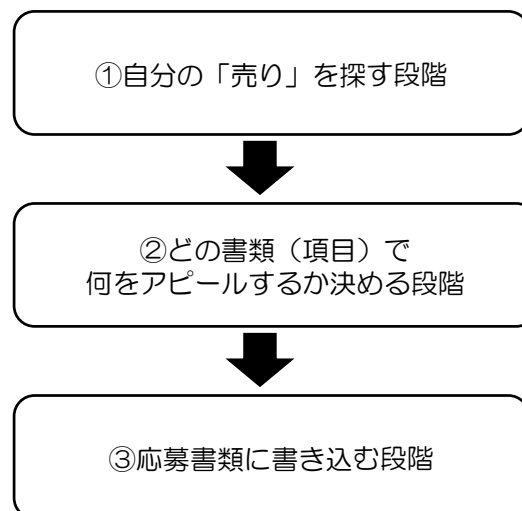 ①自分の「売り」を探す段階
②どの書類（項目）で
何をアピールするか決める段階
③応募書類に書き込む段階